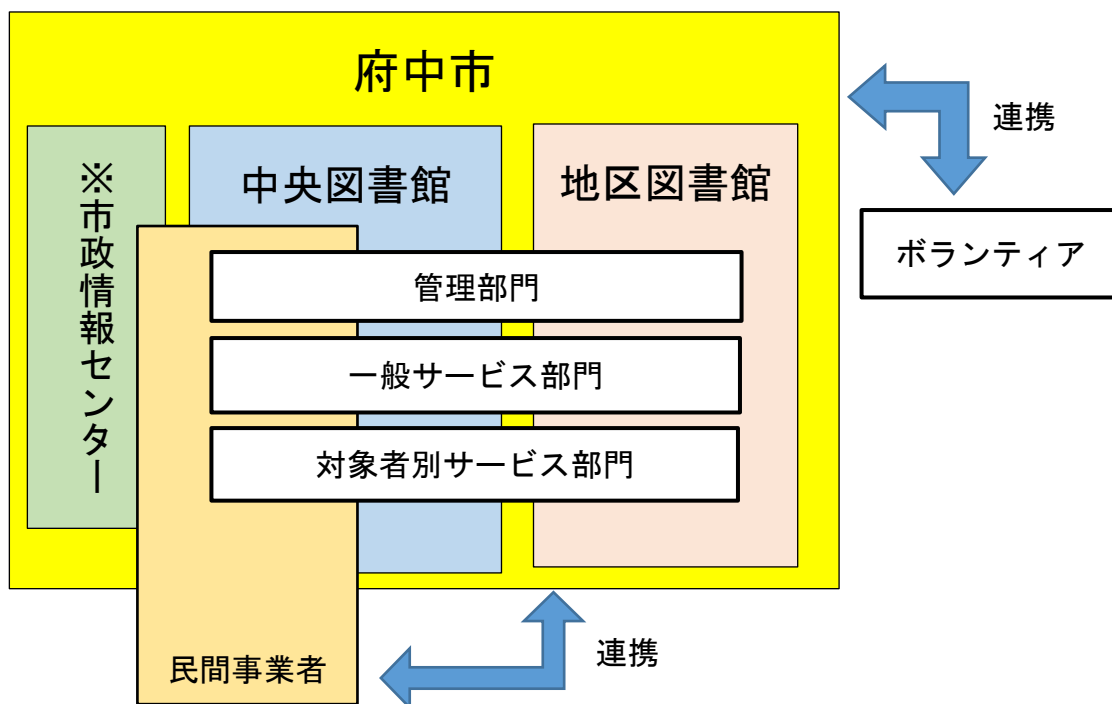 府中市
※市政情報センター
中央図書館
地区図書館
管理部門
一般サービス部門
対象者別サービス部門
民間事業者
連携
ボランティア
連携